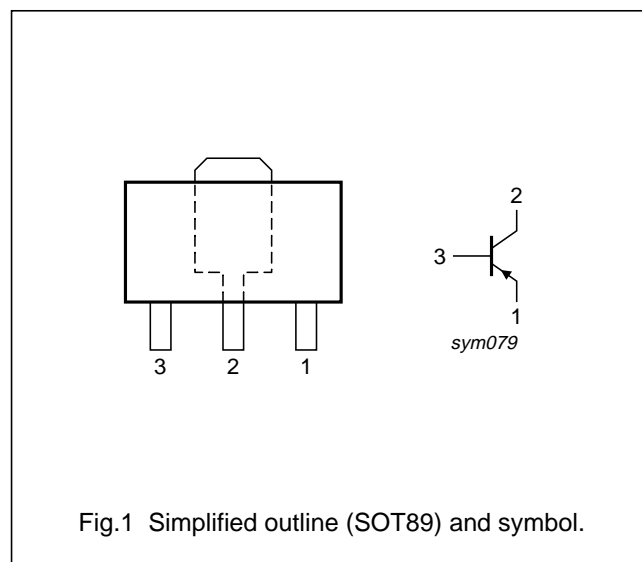 2
3
1
sym079
3 2 1
Fig.1 Simplified outline (SOT89) and symbol.